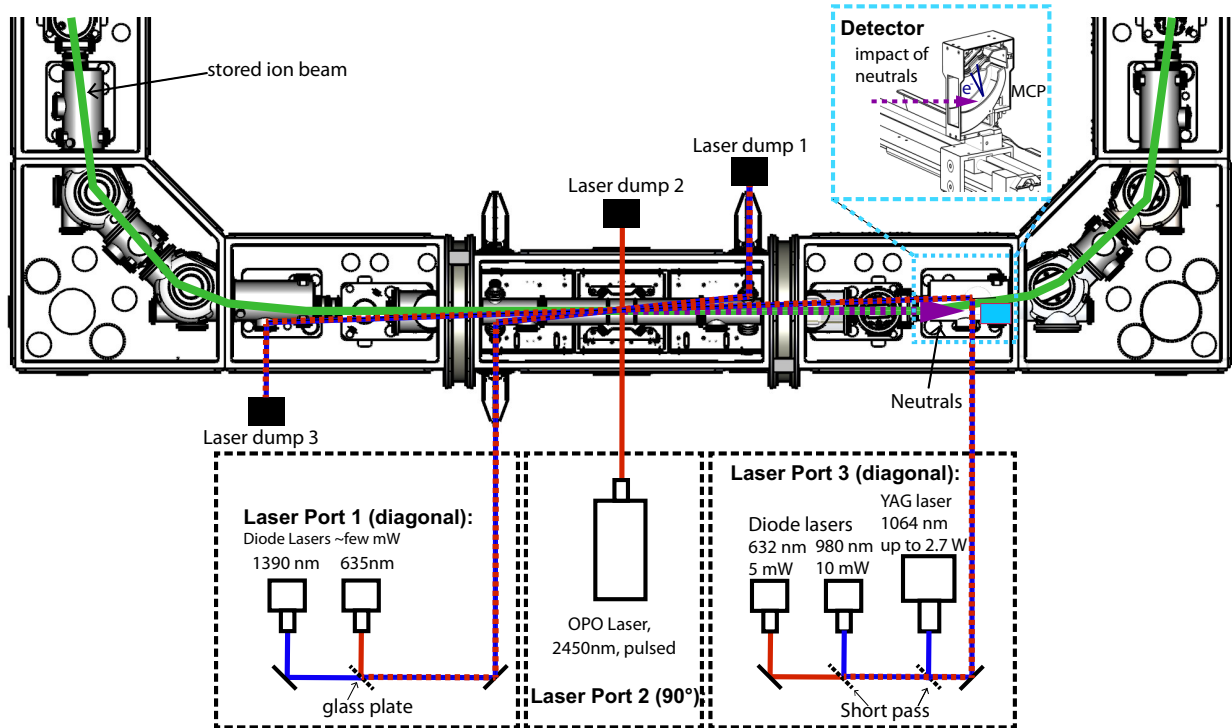 stored ion beam
Detector
impact of
neutrals
e⁻
MCP
Laser dump 1
Laser dump 2
Neutrals
Laser dump 3
Laser Port 1 (diagonal):
Diode Lasers ~few mW
1390 nm
635nm
glass plate
OPO Laser,
2450nm, pulsed
Laser Port 2 (90°)
Laser Port 3 (diagonal):
YAG laser
1064 nm
up to 2.7 W
Diode lasers
632 nm
5 mW
980 nm
10 mW
Short pass